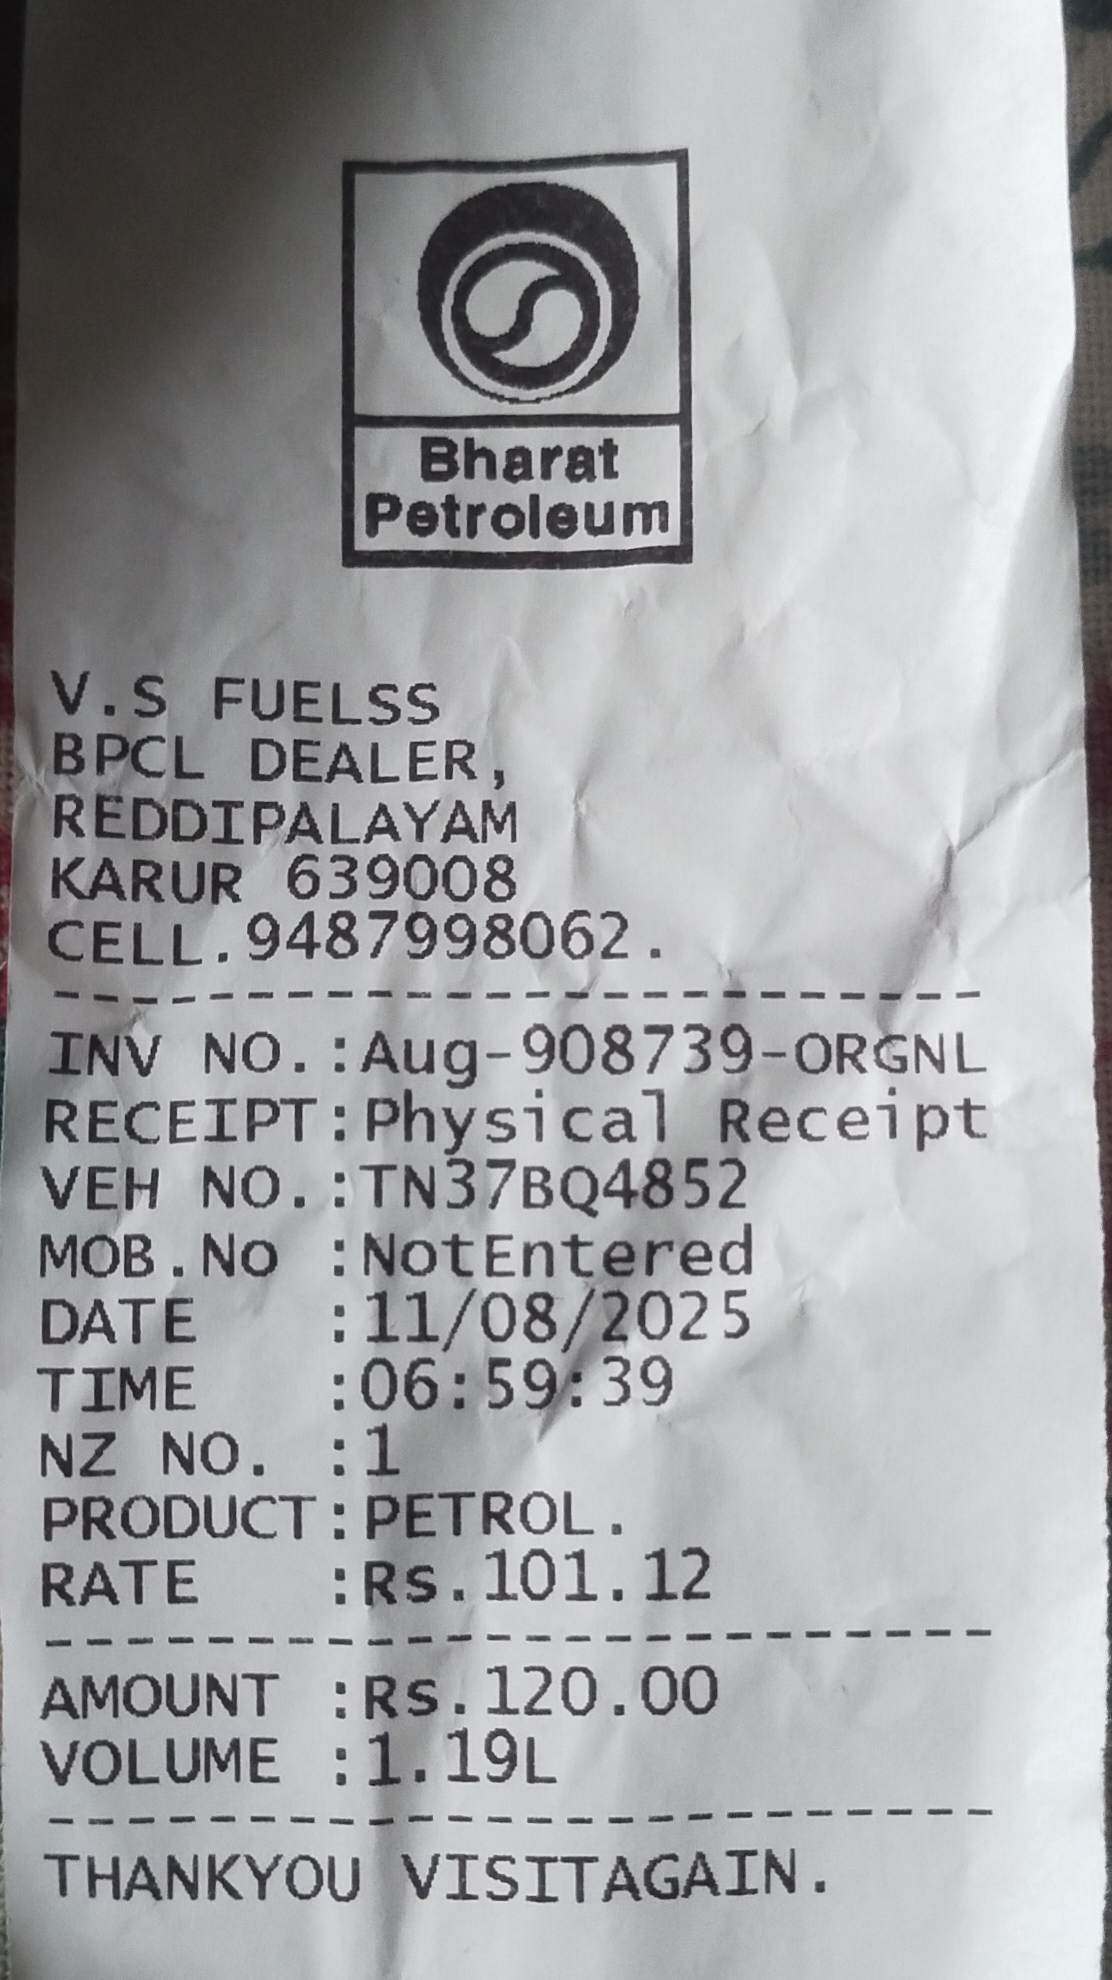 Bharat
Petroleum
V.S FUELSS
BPCL DEALER,
REDDIPALAYAM
KARUR 639008
CELL.9487998062.
--------------------------
INV NO.:Aug-908739-ORGNL
RECEIPT:Physical Receipt
VEH NO.:TN37BQ4852
MOB.No :NotEntered
DATE   :11/08/2025
TIME   :06:59:39
NZ NO. :1
PRODUCT:PETROL.
RATE   :Rs.101.12
--------------------------
AMOUNT :Rs.120.00
VOLUME :1.19L
--------------------------
THANKYOU VISITAGAIN.